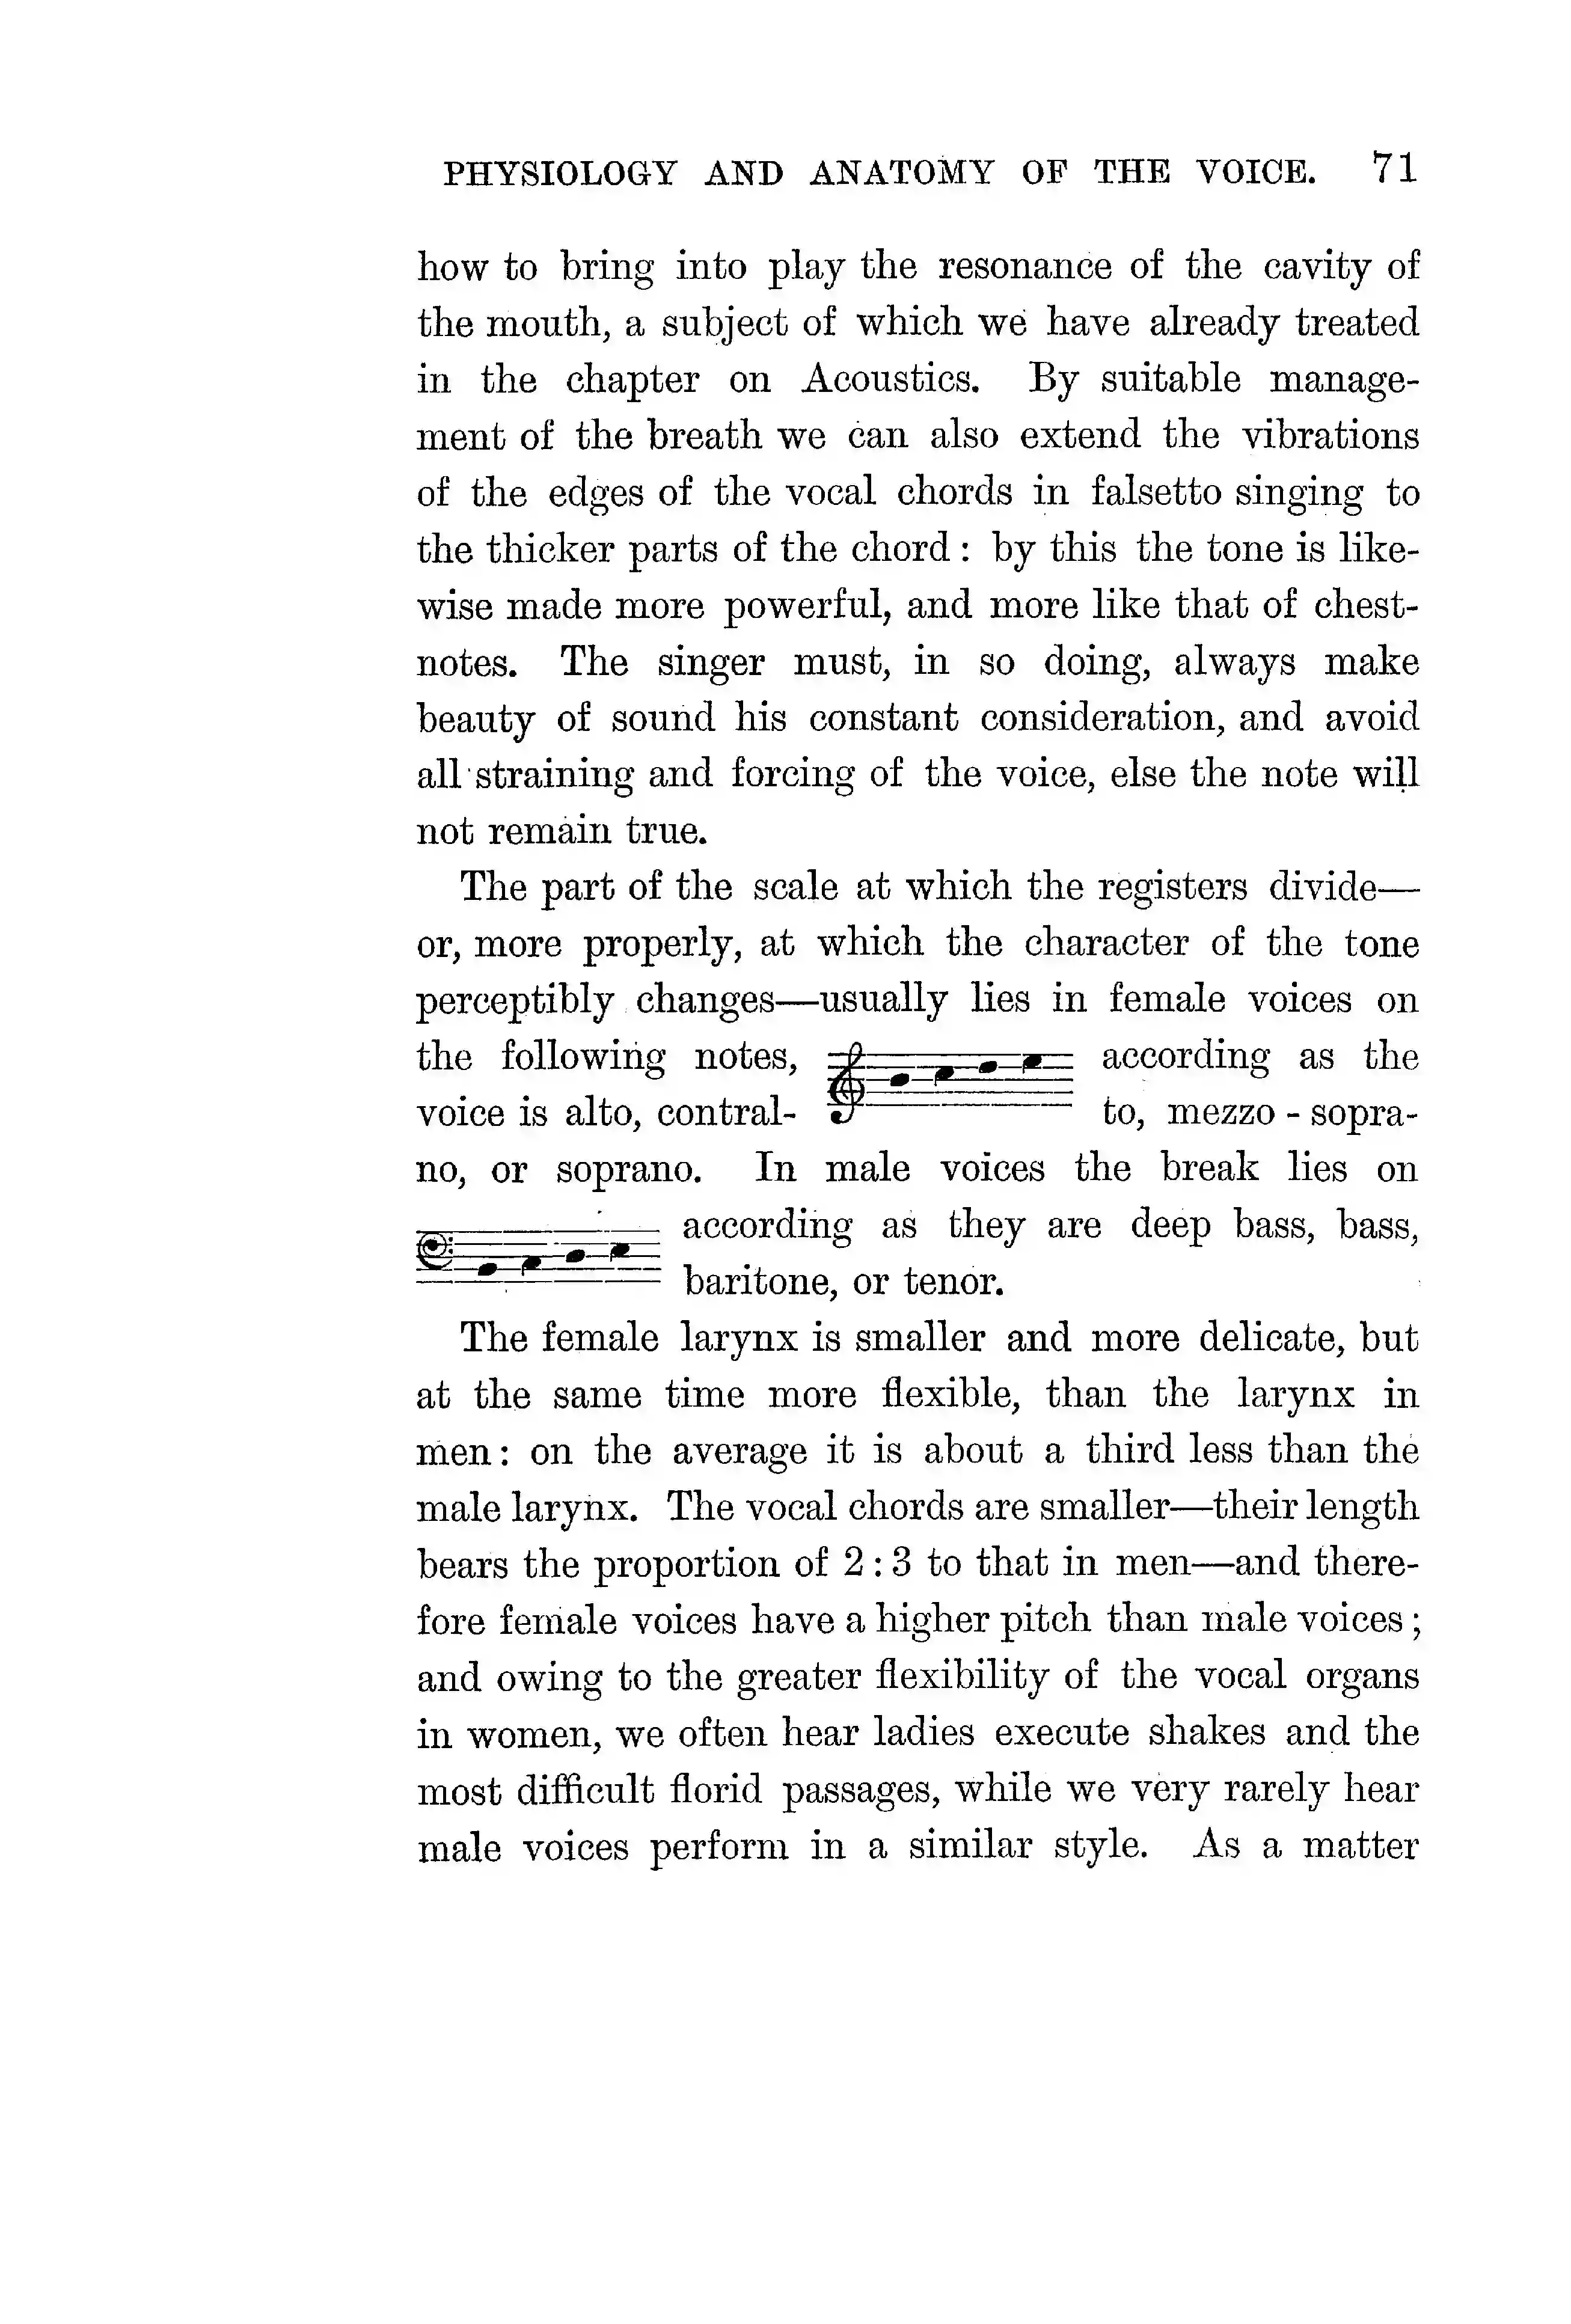 PHYSIOLOGY AND ANATOMY OF THE VOICE. 71
how to bring into play the resonance of the cavity of
the mouth, a subject of which we have already treated
in the chapter on Acoustics. By suitable manage-
ment of the breath we can also extend the vibrations
of the edges of the vocal chords in falsetto singing to
the thicker parts of the chord : by this the tone is like-
wise made more powerful, and more like that of chest-
notes. The singer must, in so doing, always make
beauty of sound his constant consideration, and avoid
all straining and forcing of the voice, else the note will
not remain true.
The part of the scale at which the registers divide—
or, more properly, at which the character of the tone
perceptibly changes—usually lies in female voices on
the following notes, according as the
voice is alto, contral- to, mezzo - sopra-
no, or soprano. In male voices the break lies on
according as they are deep bass, bass,
baritone, or tenor.
The female larynx is smaller and more delicate, but
at the same time more flexible, than the larynx in
men : on the average it is about a third less than the
male larynx. The vocal chords are smaller—their length
bears the proportion of 2 : 3 to that in men—and there-
fore female voices have a higher pitch than male voices ;
and owing to the greater flexibility of the vocal organs
in women, we often hear ladies execute shakes and the
most difficult florid passages, while we very rarely hear
male voices perform in a similar style. As a matter